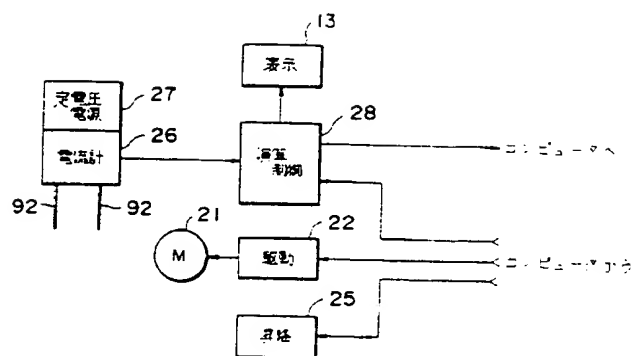 13
表示
定電圧
電源
27
26
電流計
28
演算
制御
コンピュータへ
92
92
21
M
22
駆動
コンピュータから
25
昇降